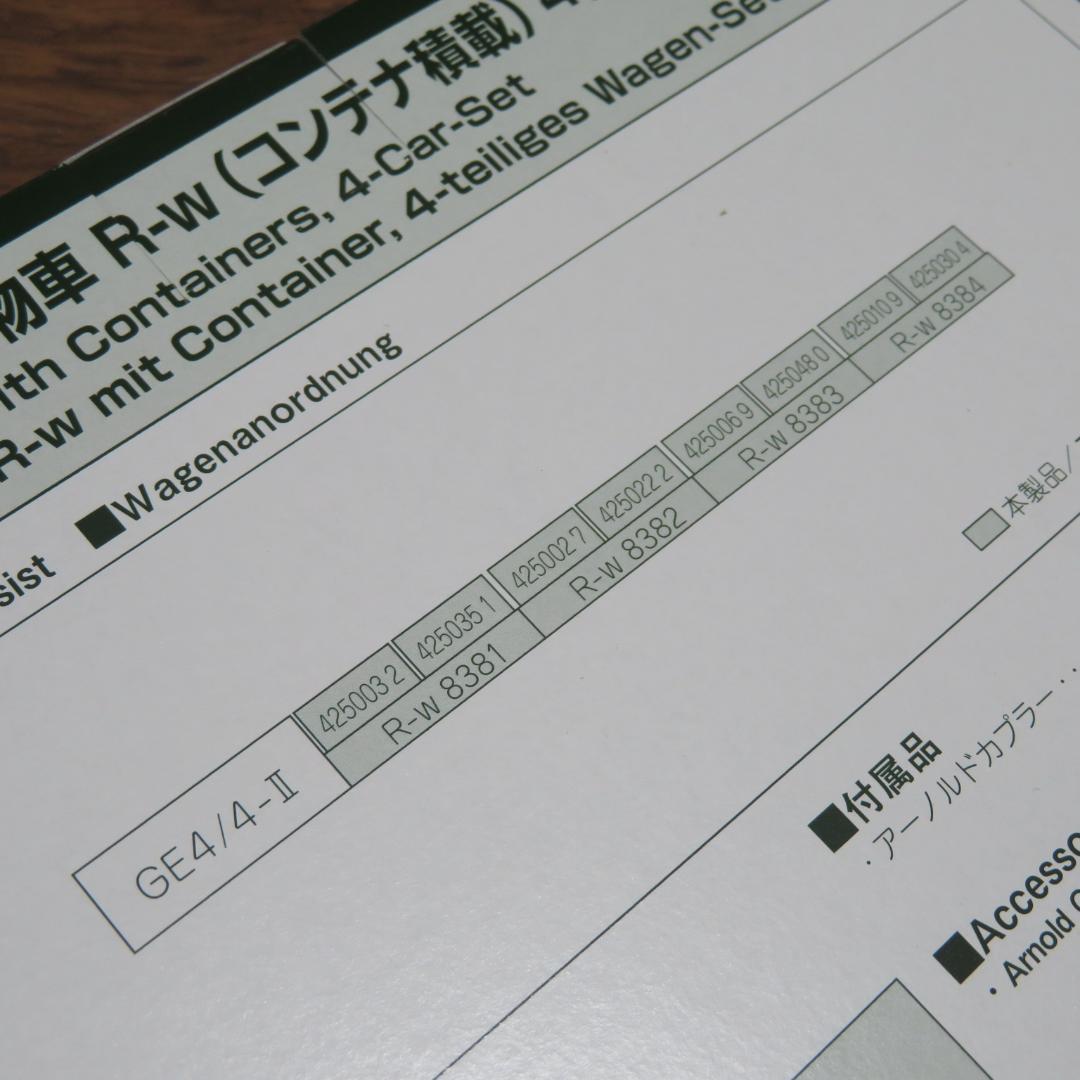 物車 R-w（コンテナ積載）
ith Containers, 4-Car-Set
R-w mit Container, 4-teiliges Wagen-Set
sist ■Wagenanordnung
GE4/4-Ⅱ
425003 2 425035 1 425002 7 425022 2 425006 9 425048 0 425010 9 425030 4
R-w 8381 R-w 8382 R-w 8383 R-w 8384
本製品/
■付属品
・アーノルドカプラー・・
■Accesso
・Arnold